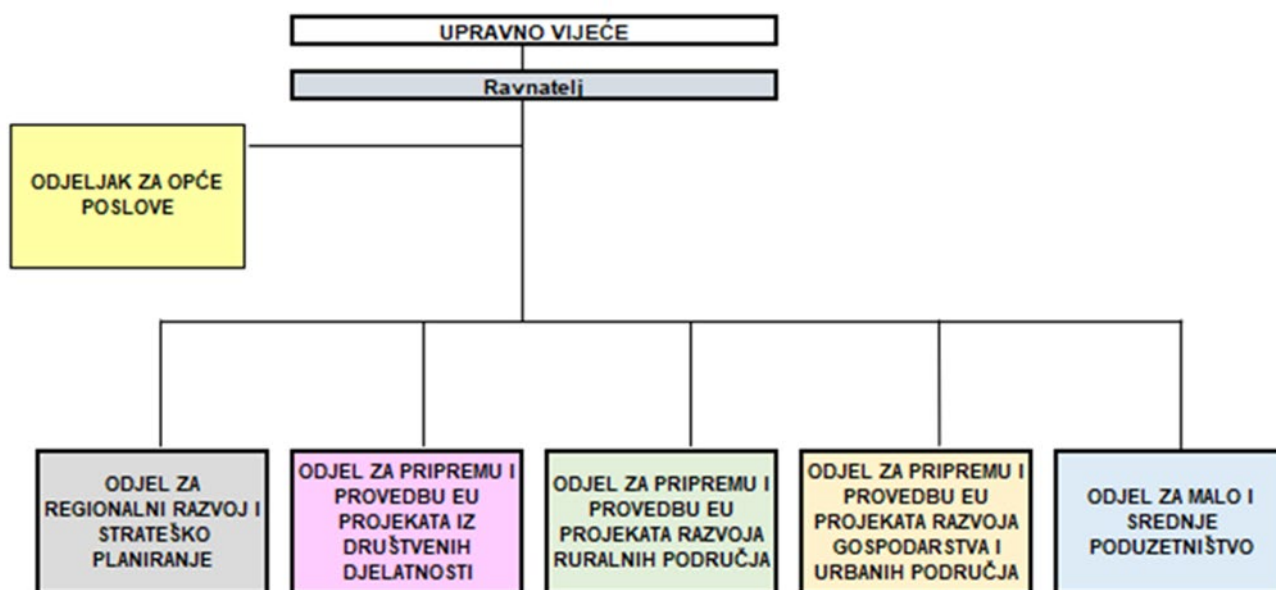 UPRAVNO VIJEĆE
Ravnatelj
ODJELJAK ZA OPĆE
POSLOVE
ODJEL ZA
REGIONALNI RAZVOJ I
STRATEŠKO
PLANIRANJE
ODJEL ZA PRIPREMU I
PROVEDBU EU
PROJEKATA IZ
DRUŠTVENIH
DJELATNOSTI
ODJEL ZA PRIPREMU I
PROVEDBU EU
PROJEKATA RAZVOJA
RURALNIH PODRUČJA
ODJEL ZA PRIPREMU I
PROVEDBU EU
PROJEKATA RAZVOJA
GOSPODARSTVA I
URBANIH PODRUČJA
ODJEL ZA MALO I
SREDNJE
PODUZETNIŠTVO